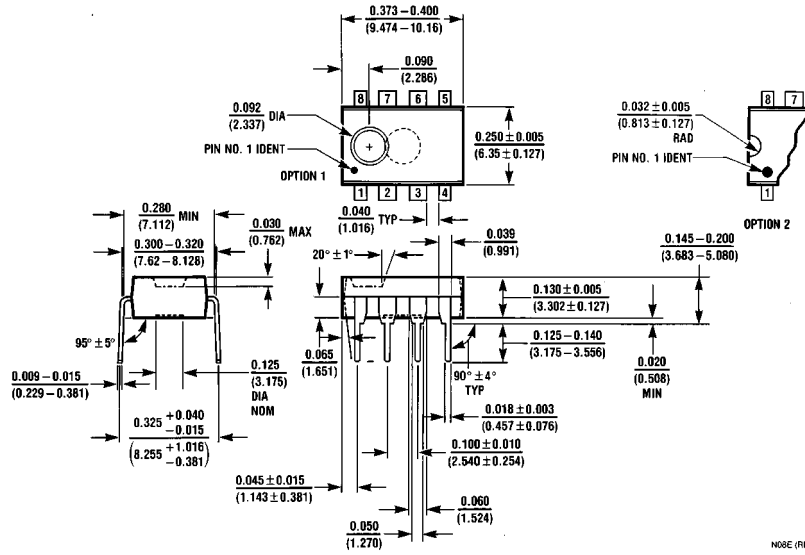 0.373–0.400
(9.474–10.16)
0.090
(2.286)
8 7 6 5
0.092 DIA
(2.337)
PIN NO. 1 IDENT
OPTION 1
0.250 ± 0.005
(6.35 ± 0.127)
1 2 3 4
0.032 ± 0.005
(0.813 ± 0.127)
RAD
PIN NO. 1 IDENT
8 7
1
OPTION 2
0.280 MIN
(7.112)
0.300–0.320
(7.62–8.128)
0.030 MAX
(0.762)
0.040 TYP
(1.016)
20° ± 1°
0.039
(0.991)
0.145–0.200
(3.683–5.080)
0.130 ± 0.005
(3.302 ± 0.127)
0.125–0.140
(3.175–3.556)
0.020
(0.508)
MIN
95° ± 5°
0.065
(1.651)
90° ± 4°
TYP
0.009–0.015
(0.229–0.381)
0.125
(3.175)
DIA
NOM
0.018 ± 0.003
(0.457 ± 0.076)
0.325 +0.040 −0.015
(8.255 +1.016 −0.381)
0.100 ± 0.010
(2.540 ± 0.254)
0.045 ± 0.015
(1.143 ± 0.381)
0.060
(1.524)
0.050
(1.270)
N08E